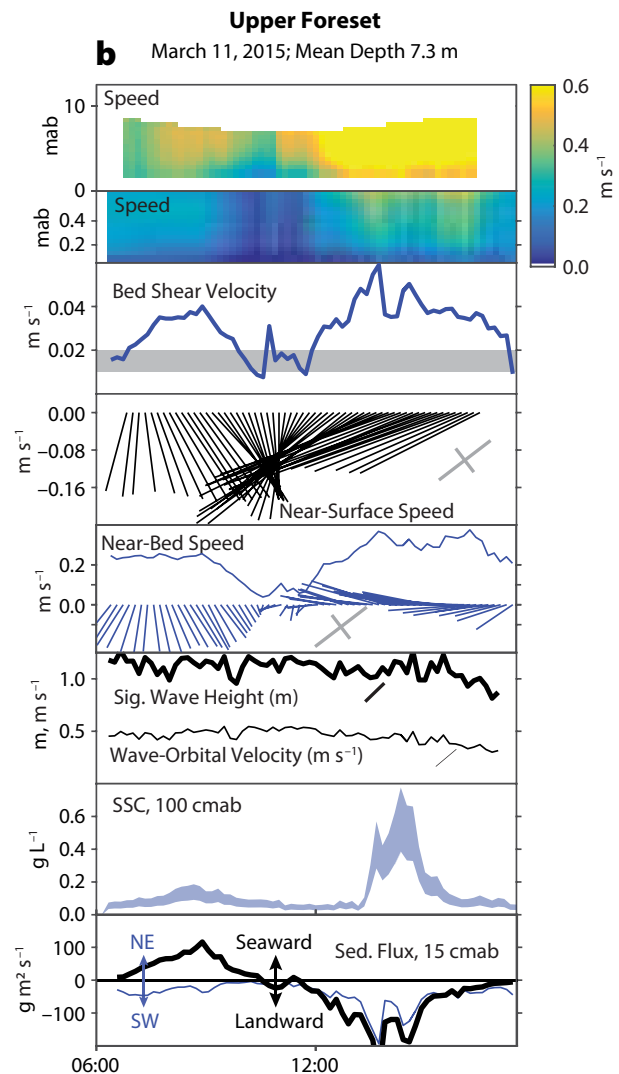 Upper Foreset
b March 11, 2015; Mean Depth 7.3 m
Speed
10
0
mab
0.6
0.4
0.2
0.0
m s⁻¹
Speed
0.4
0.2
mab
Bed Shear Velocity
0.04
0.02
m s⁻¹
0.00
−0.08
−0.16
m s⁻¹
Near-Surface Speed
Near-Bed Speed
0.2
0.0
m s⁻¹
1.0
0.5
m, m s⁻¹
Sig. Wave Height (m)
Wave-Orbital Velocity (m s⁻¹)
SSC, 100 cmab
0.6
0.4
0.2
0.0
g L⁻¹
NE
Seaward
Sed. Flux, 15 cmab
100
0
−100
g m² s⁻¹
SW
Landward
06:00
12:00